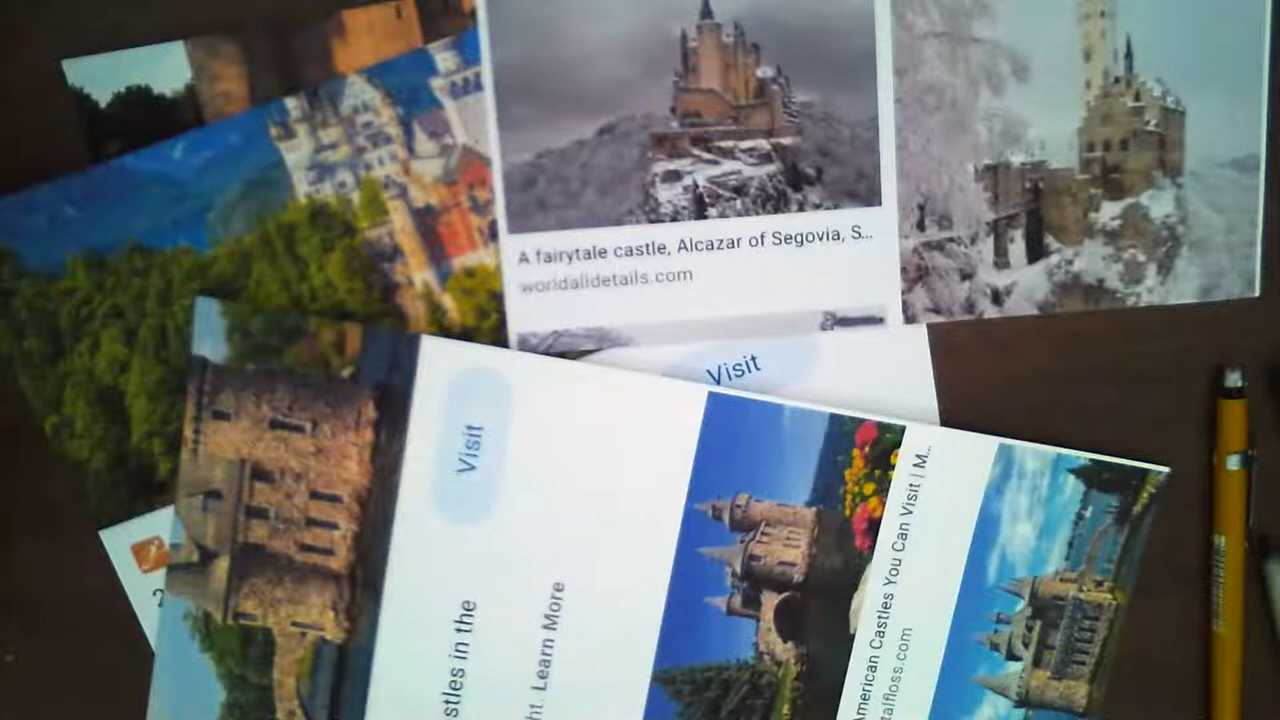 A fairytale castle, Alcazar of Segovia, S...
worldalldetails.com
Visit
Visit
stles in the
ht. Learn More
American Castles You Can Visit | M...
talfloss.com